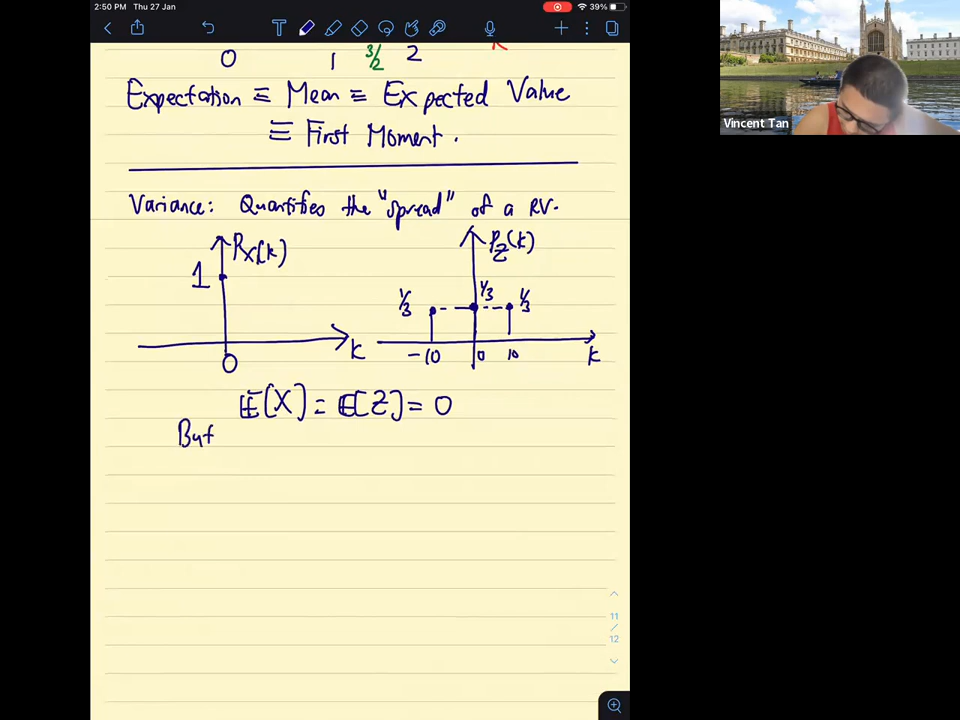 2:50 PM Thu 27 Jan
39%
0 1 3/2 2
Expectation ≡ Mean ≡ Expected Value
≡ First Moment.
Variance: Quantifies the "spread" of a RV.
P_X(k)
1
k
0
P_Z(k)
1/3 1/3 1/3
-10 0 10
k
𝔼[X] = 𝔼[Z] = 0
But
11
/
12
Vincent Tan